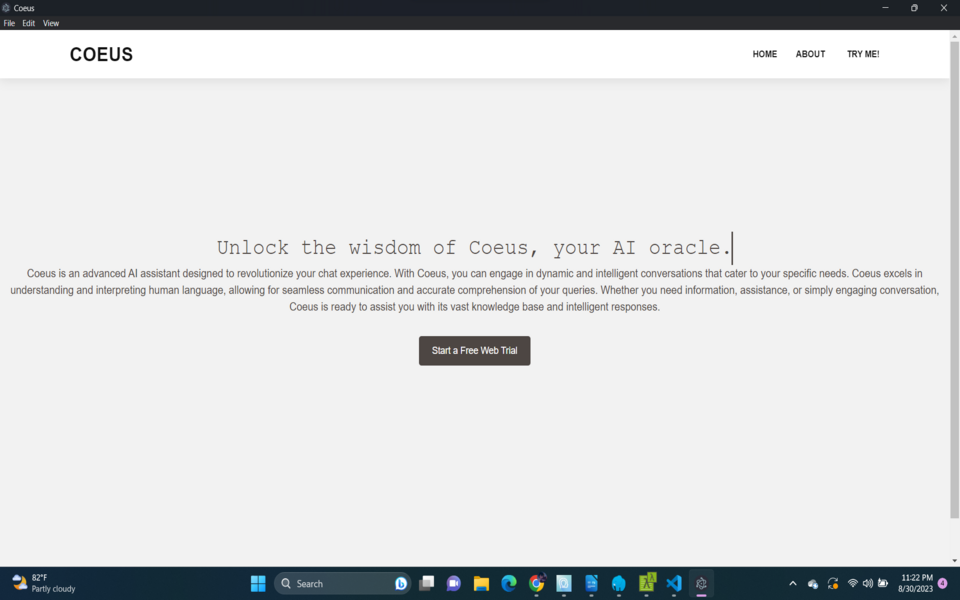 Coeus
File Edit View
COEUS HOME ABOUT TRY ME!
Unlock the wisdom of Coeus, your AI oracle.
Coeus is an advanced AI assistant designed to revolutionize your chat experience. With Coeus, you can engage in dynamic and intelligent conversations that cater to your specific needs. Coeus excels in
understanding and interpreting human language, allowing for seamless communication and accurate comprehension of your queries. Whether you need information, assistance, or simply engaging conversation,
Coeus is ready to assist you with its vast knowledge base and intelligent responses.
Start a Free Web Trial
82°F
Partly cloudy
Search
11:22 PM
8/30/2023
4